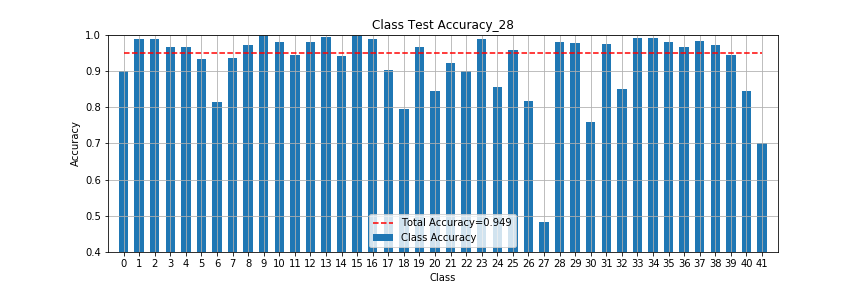 Class Test Accuracy_28
Accuracy
1.0
0.9
0.8
0.7
0.6
0.5
0.4
Total Accuracy=0.949
Class Accuracy
0 1 2 3 4 5 6 7 8 9 10 11 12 13 14 15 16 17 18 19 20 21 22 23 24 25 26 27 28 29 30 31 32 33 34 35 36 37 38 39 40 41
Class